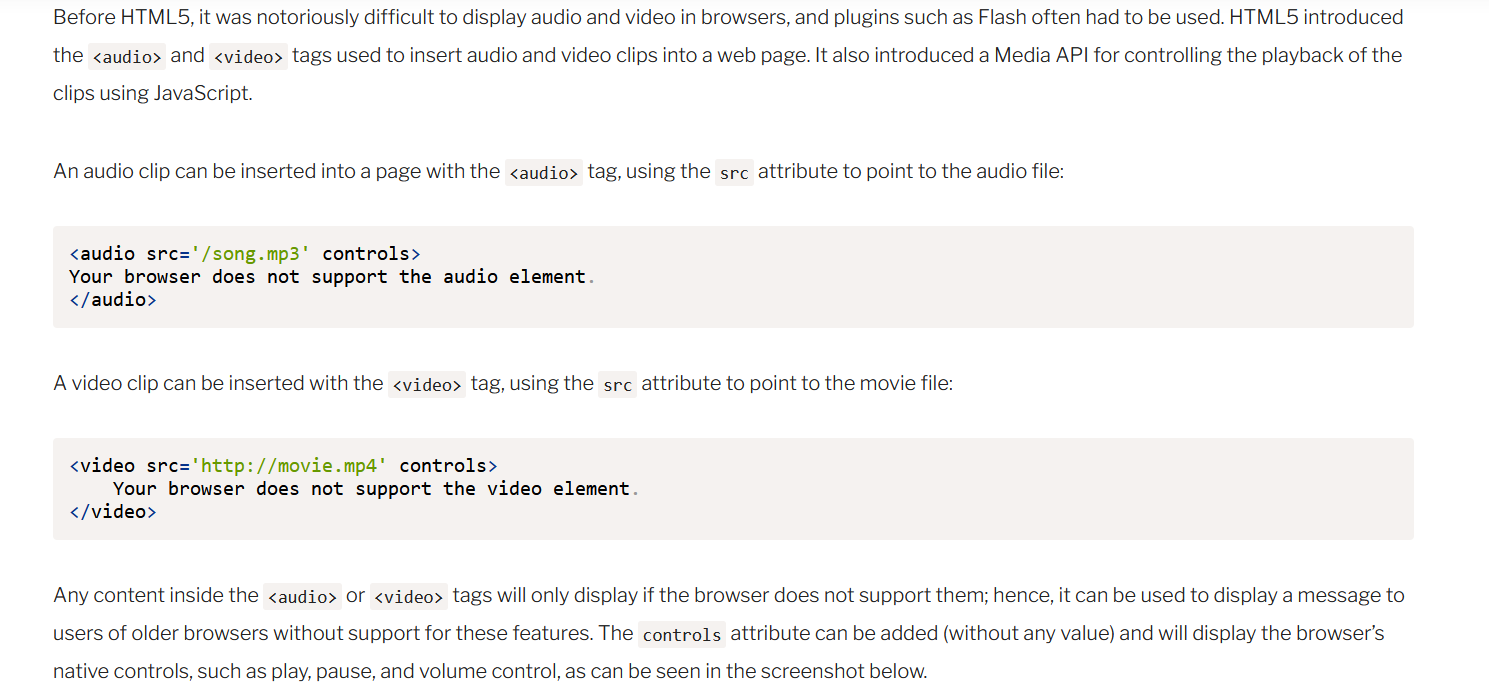 Before HTML5, it was notoriously difficult to display audio and video in browsers, and plugins such as Flash often had to be used. HTML5 introduced
the <audio> and <video> tags used to insert audio and video clips into a web page. It also introduced a Media API for controlling the playback of the
clips using JavaScript.
An audio clip can be inserted into a page with the <audio> tag, using the src attribute to point to the audio file:
<audio src='/song.mp3' controls>
Your browser does not support the audio element.
</audio>
A video clip can be inserted with the <video> tag, using the src attribute to point to the movie file:
<video src='http://movie.mp4' controls>
    Your browser does not support the video element.
</video>
Any content inside the <audio> or <video> tags will only display if the browser does not support them; hence, it can be used to display a message to
users of older browsers without support for these features. The controls attribute can be added (without any value) and will display the browser's
native controls, such as play, pause, and volume control, as can be seen in the screenshot below.